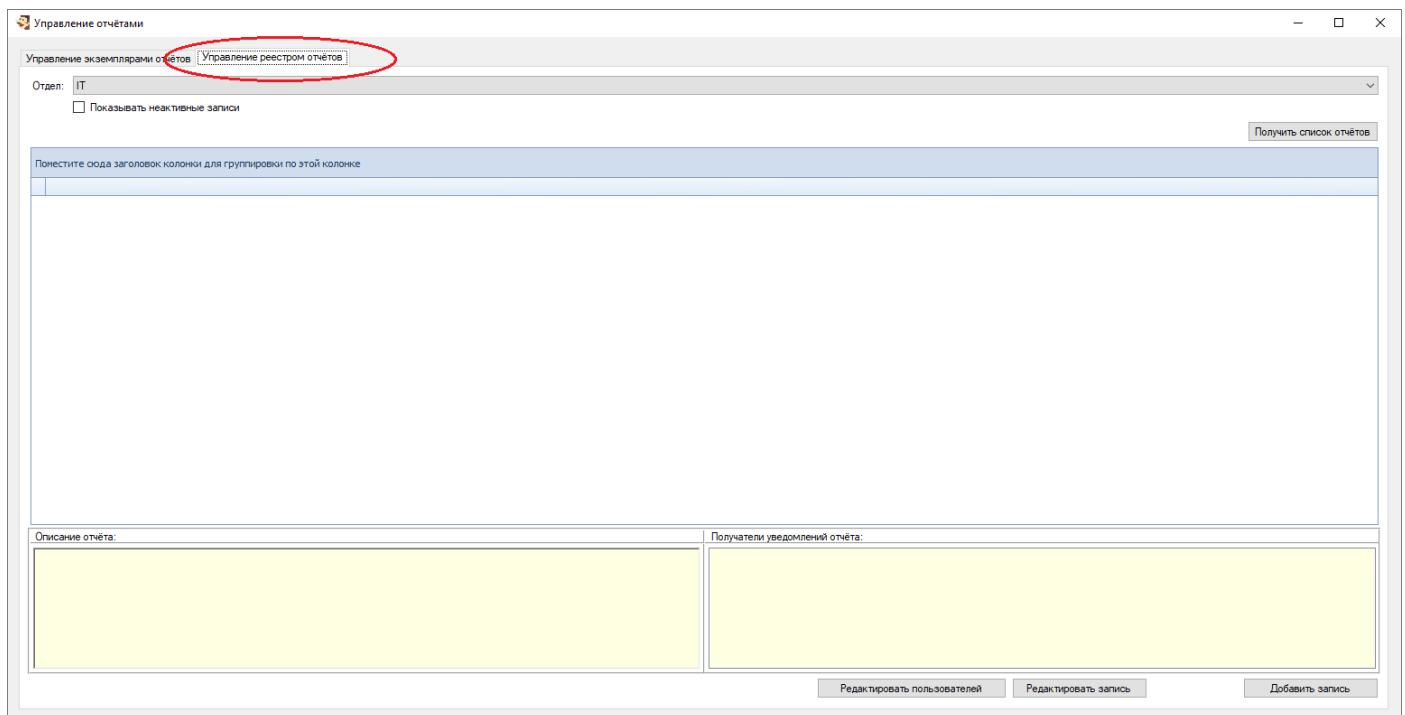 Управление отчётами
Управление экземплярами отчётов Управление реестром отчётов
Отдел: IT
Показывать неактивные записи
Получить список отчётов
Поместите сюда заголовок колонки для группировки по этой колонке
Описание отчёта: Получатели уведомлений отчёта:
Редактировать пользователей Редактировать запись Добавить запись